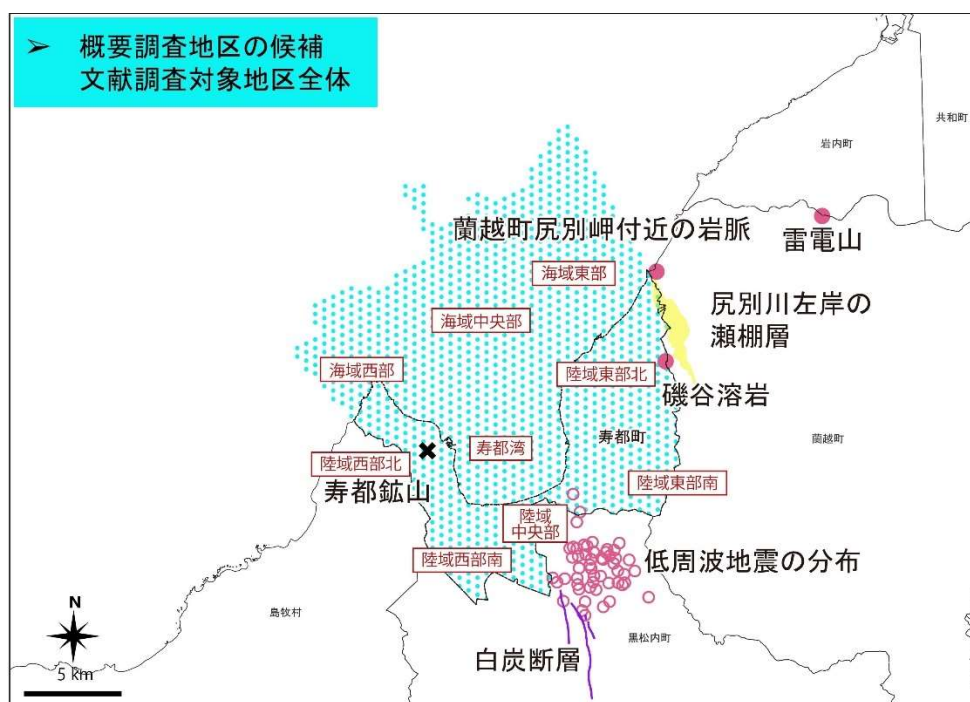 ➢ 概要調査地区の候補
文献調査対象地区全体
共和町
岩内町
蘭越町尻別岬付近の岩脈
雷電山
海域東部
尻別川左岸の
瀬棚層
海域中央部
海域西部
陸域東部北
磯谷溶岩
寿都町
蘭越町
寿都湾
陸域西部北
寿都鉱山
陸域東部南
陸域
中央部
陸域西部南
低周波地震の分布
島牧村
黒松内町
白炭断層
N
5 km